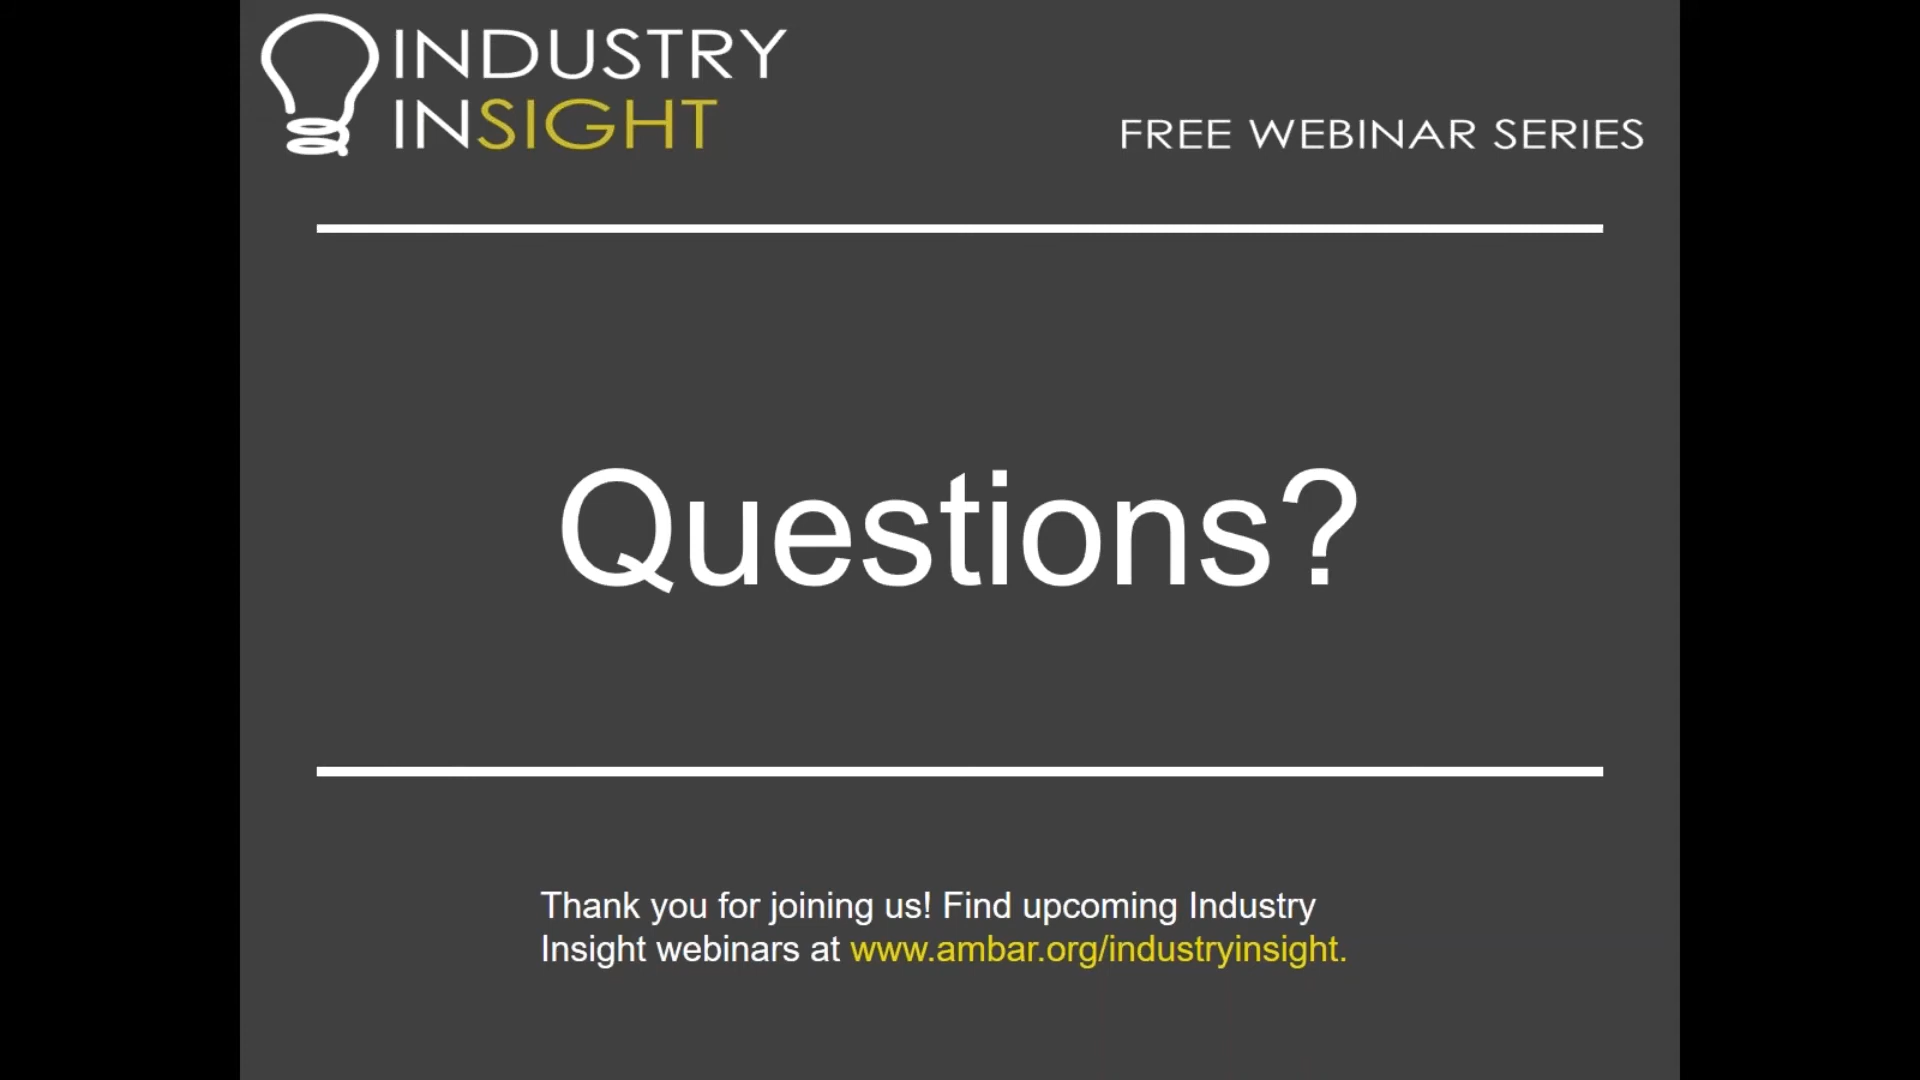 INDUSTRY
INSIGHT
FREE WEBINAR SERIES
Questions?
Thank you for joining us! Find upcoming Industry
Insight webinars at www.ambar.org/industryinsight.